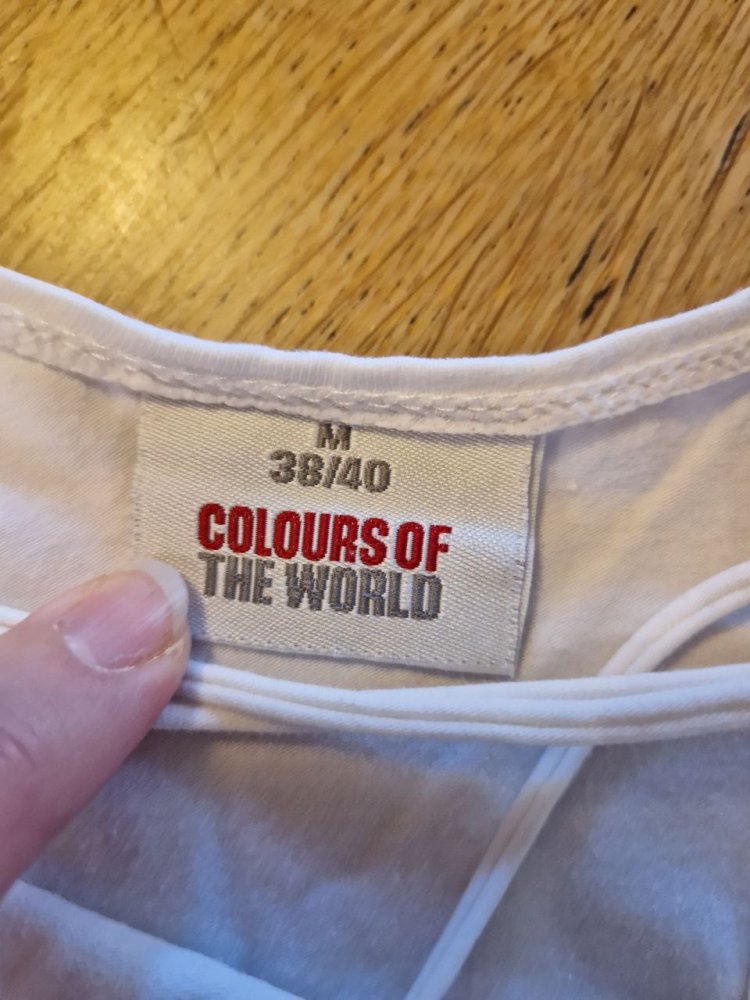 M
38/40
COLOURS OF
THE WORLD